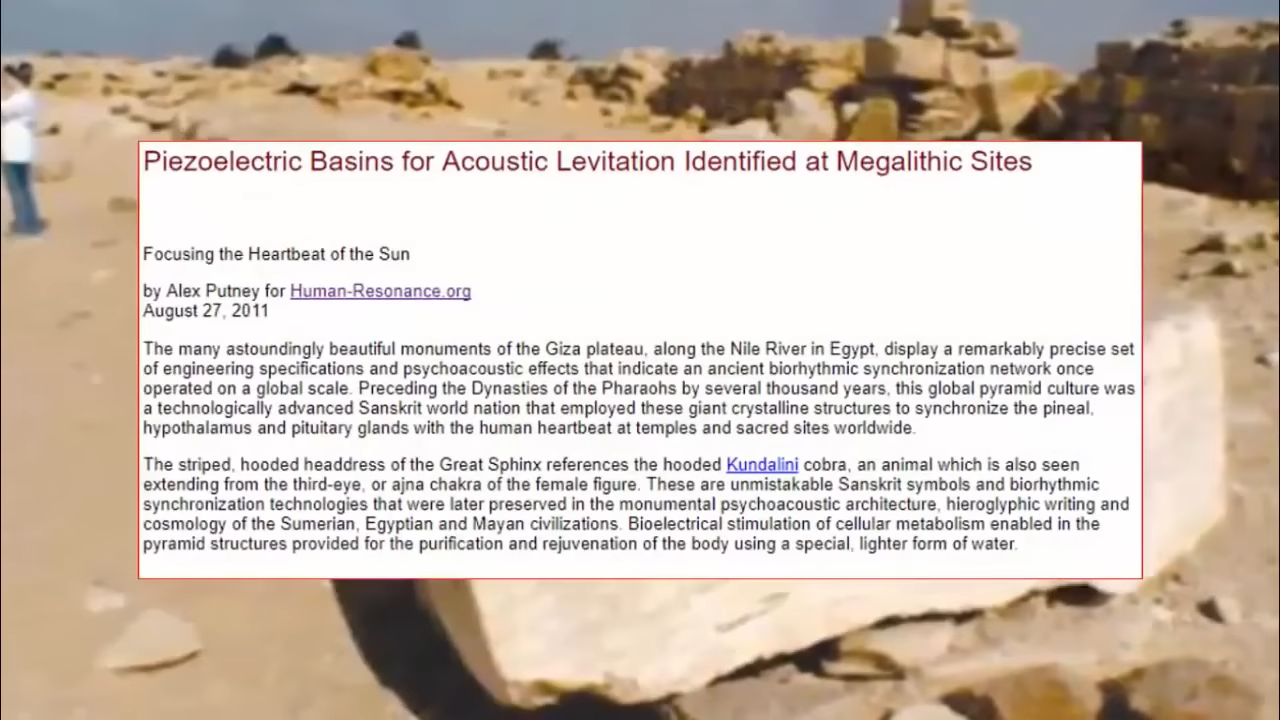 Piezoelectric Basins for Acoustic Levitation Identified at Megalithic Sites
Focusing the Heartbeat of the Sun
by Alex Putney for Human-Resonance.org
August 27, 2011
The many astoundingly beautiful monuments of the Giza plateau, along the Nile River in Egypt, display a remarkably precise set
of engineering specifications and psychoacoustic effects that indicate an ancient biorhythmic synchronization network once
operated on a global scale. Preceding the Dynasties of the Pharaohs by several thousand years, this global pyramid culture was
a technologically advanced Sanskrit world nation that employed these giant crystalline structures to synchronize the pineal,
hypothalamus and pituitary glands with the human heartbeat at temples and sacred sites worldwide.
The striped, hooded headdress of the Great Sphinx references the hooded Kundalini cobra, an animal which is also seen
extending from the third-eye, or ajna chakra of the female figure. These are unmistakable Sanskrit symbols and biorhythmic
synchronization technologies that were later preserved in the monumental psychoacoustic architecture, hieroglyphic writing and
cosmology of the Sumerian, Egyptian and Mayan civilizations. Bioelectrical stimulation of cellular metabolism enabled in the
pyramid structures provided for the purification and rejuvenation of the body using a special, lighter form of water.